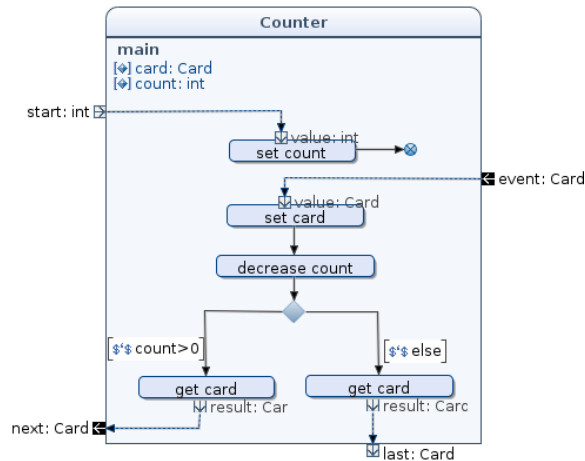 Counter
main
card: Card
count: int
start: int
value: int
set count
event: Card
value: Card
set card
decrease count
[$‘$ count>0]
[$‘$ else]
get card
get card
result: Car
result: Carc
next: Card
last: Card